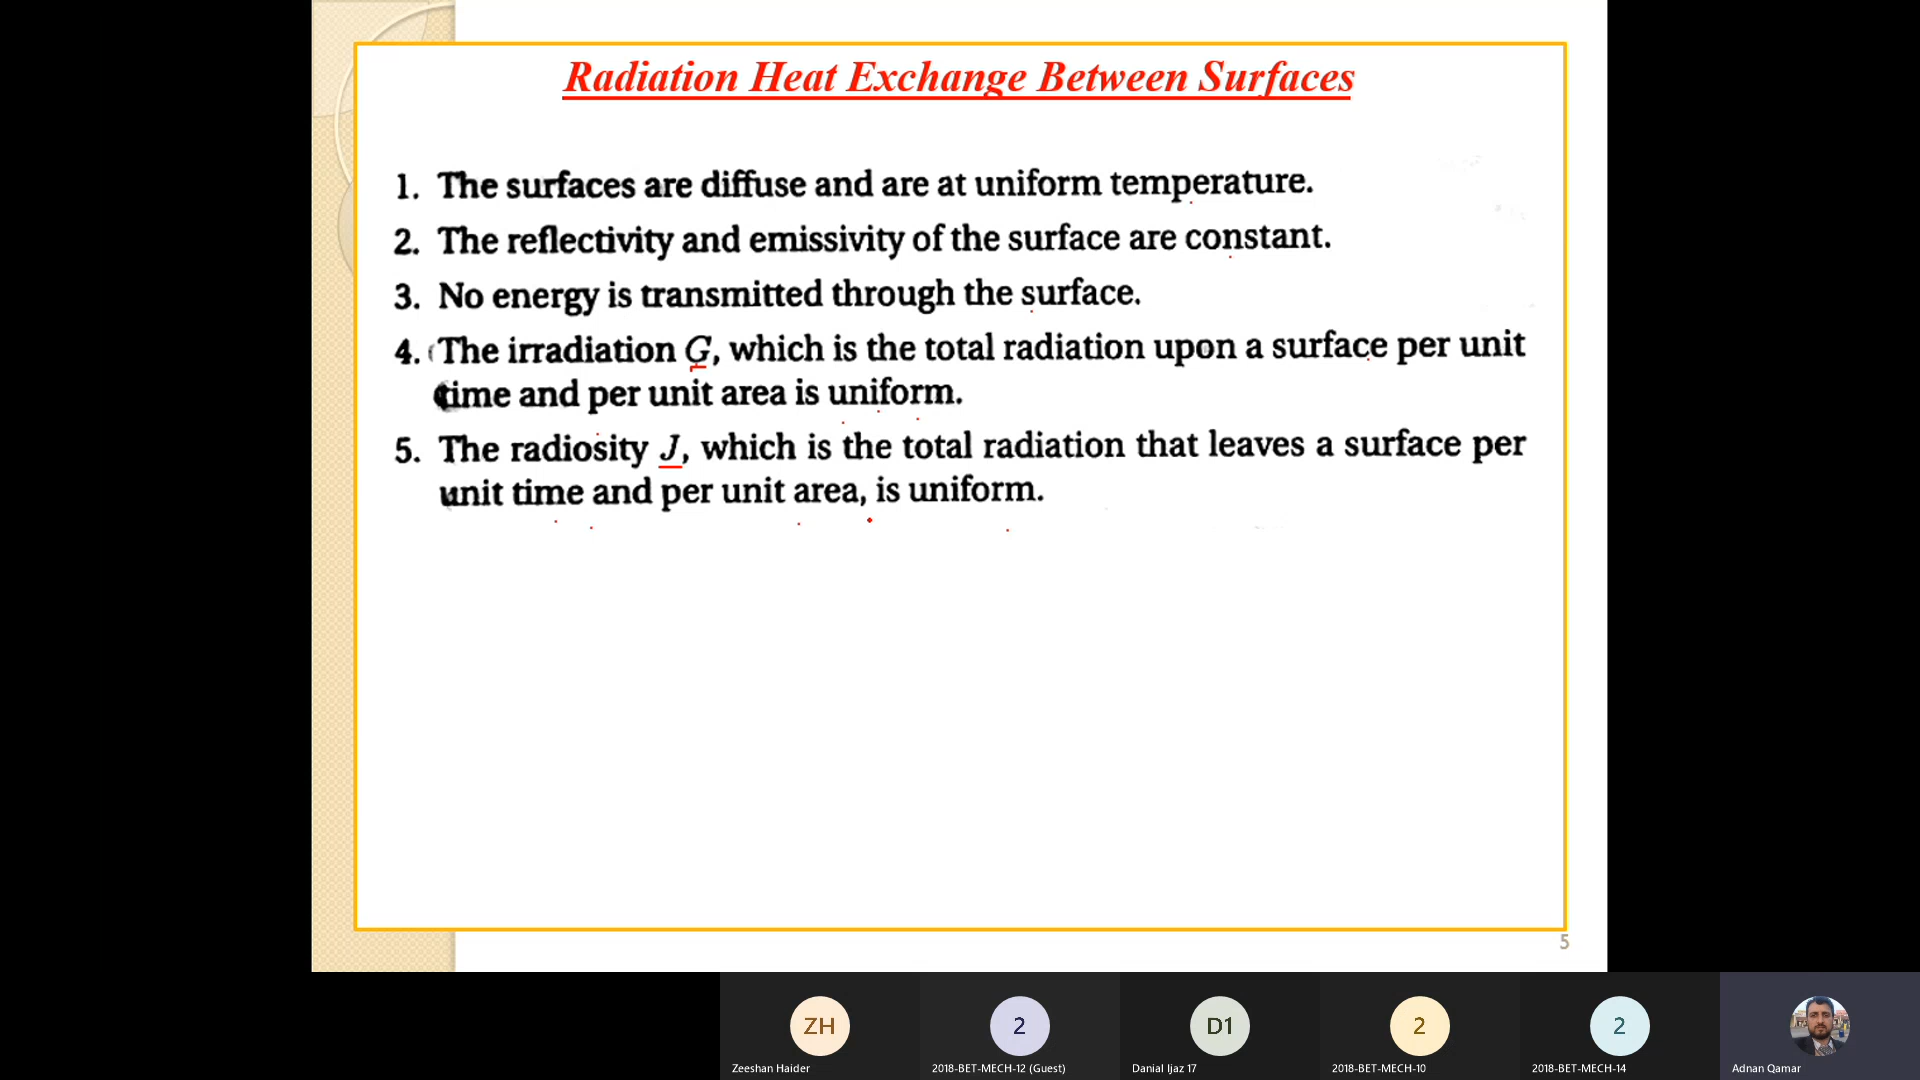 Radiation Heat Exchange Between Surfaces
1. The surfaces are diffuse and are at uniform temperature.
2. The reflectivity and emissivity of the surface are constant.
3. No energy is transmitted through the surface.
4. The irradiation G, which is the total radiation upon a surface per unit
time and per unit area is uniform.
5. The radiosity J, which is the total radiation that leaves a surface per
unit time and per unit area, is uniform.
5
ZH
2
D1
2
2
Zeeshan Haider
2018-BET-MECH-12 (Guest)
Danial Ijaz 17
2018-BET-MECH-10
2018-BET-MECH-14
Adnan Qamar